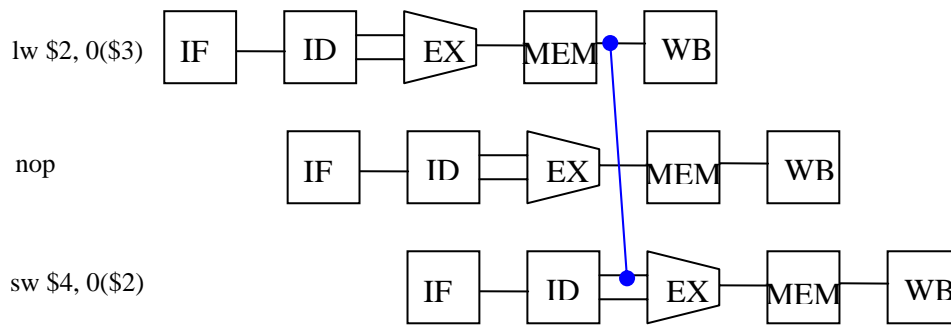 lw $2, 0($3) IF ID EX MEM WB
nop IF ID EX MEM WB
sw $4, 0($2) IF ID EX MEM WB